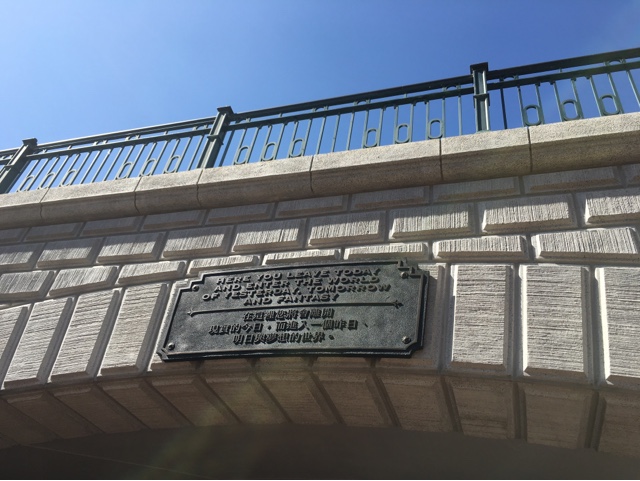 HERE YOU LEAVE TODAY
AND ENTER THE WORLD
OF YESTERDAY, TOMORROW
AND FANTASY
在這裡您將會離開
現實的今日、而進入一個昨日、
明日與夢想的世界。